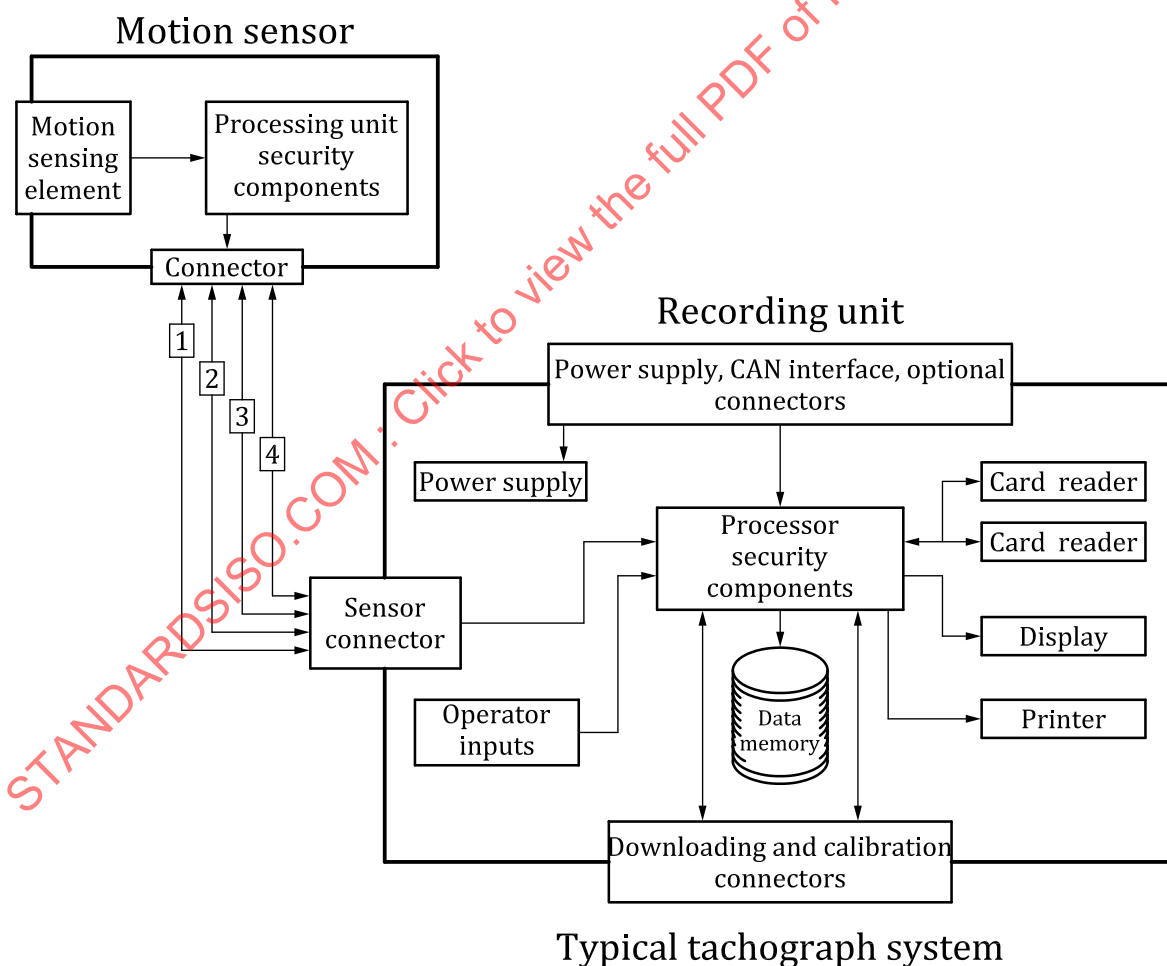 Motion sensor
Motion
sensing
element
Processing unit
security
components
Connector
1
2
3
4
Recording unit
Power supply, CAN interface, optional
connectors
Power supply
Card reader
Card reader
Processor
security
components
Sensor
connector
Display
Operator
inputs
Data
memory
Printer
Downloading and calibration
connectors
Typical tachograph system
STANDARDSISO.COM : Click to view the full PDF of